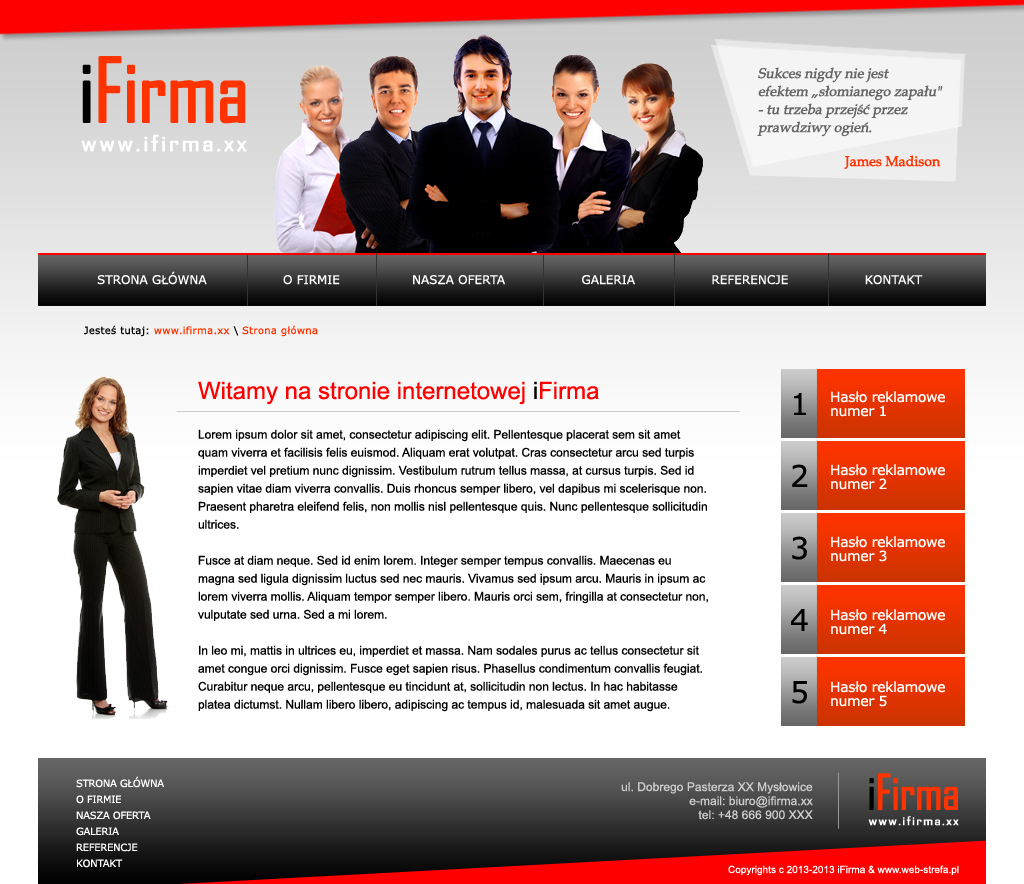 iFirma
www.ifirma.xx
Sukces nigdy nie jest
efektem „słomianego zapału"
- tu trzeba przejść przez
prawdziwy ogień.
James Madison
STRONA GŁÓWNA
O FIRMIE
NASZA OFERTA
GALERIA
REFERENCJE
KONTAKT
Jesteś tutaj: www.ifirma.xx \ Strona główna
Witamy na stronie internetowej iFirma
Lorem ipsum dolor sit amet, consectetur adipiscing elit. Pellentesque placerat sem sit amet
quam viverra et facilisis felis euismod. Aliquam erat volutpat. Cras consectetur arcu sed turpis
imperdiet vel pretium nunc dignissim. Vestibulum rutrum tellus massa, at cursus turpis. Sed id
sapien vitae diam viverra convallis. Duis rhoncus semper libero, vel dapibus mi scelerisque non.
Praesent pharetra eleifend felis, non mollis nisl pellentesque quis. Nunc pellentesque sollicitudin
ultrices.
Fusce at diam neque. Sed id enim lorem. Integer semper tempus convallis. Maecenas eu
magna sed ligula dignissim luctus sed nec mauris. Vivamus sed ipsum arcu. Mauris in ipsum ac
lorem viverra mollis. Aliquam tempor semper libero. Mauris orci sem, fringilla at consectetur non,
vulputate sed urna. Sed a mi lorem.
In leo mi, mattis in ultrices eu, imperdiet et massa. Nam sodales purus ac tellus consectetur sit
amet congue orci dignissim. Fusce eget sapien risus. Phasellus condimentum convallis feugiat.
Curabitur neque arcu, pellentesque eu tincidunt at, sollicitudin non lectus. In hac habitasse
platea dictumst. Nullam libero libero, adipiscing ac tempus id, malesuada sit amet augue.
1
Hasło reklamowe
numer 1
2
Hasło reklamowe
numer 2
3
Hasło reklamowe
numer 3
4
Hasło reklamowe
numer 4
5
Hasło reklamowe
numer 5
STRONA GŁÓWNA
O FIRMIE
NASZA OFERTA
GALERIA
REFERENCJE
KONTAKT
ul. Dobrego Pasterza XX Mysłowice
e-mail: biuro@ifirma.xx
tel: +48 666 900 XXX
iFirma
www.ifirma.xx
Copyrights c 2013-2013 iFirma & www.web-strefa.pl